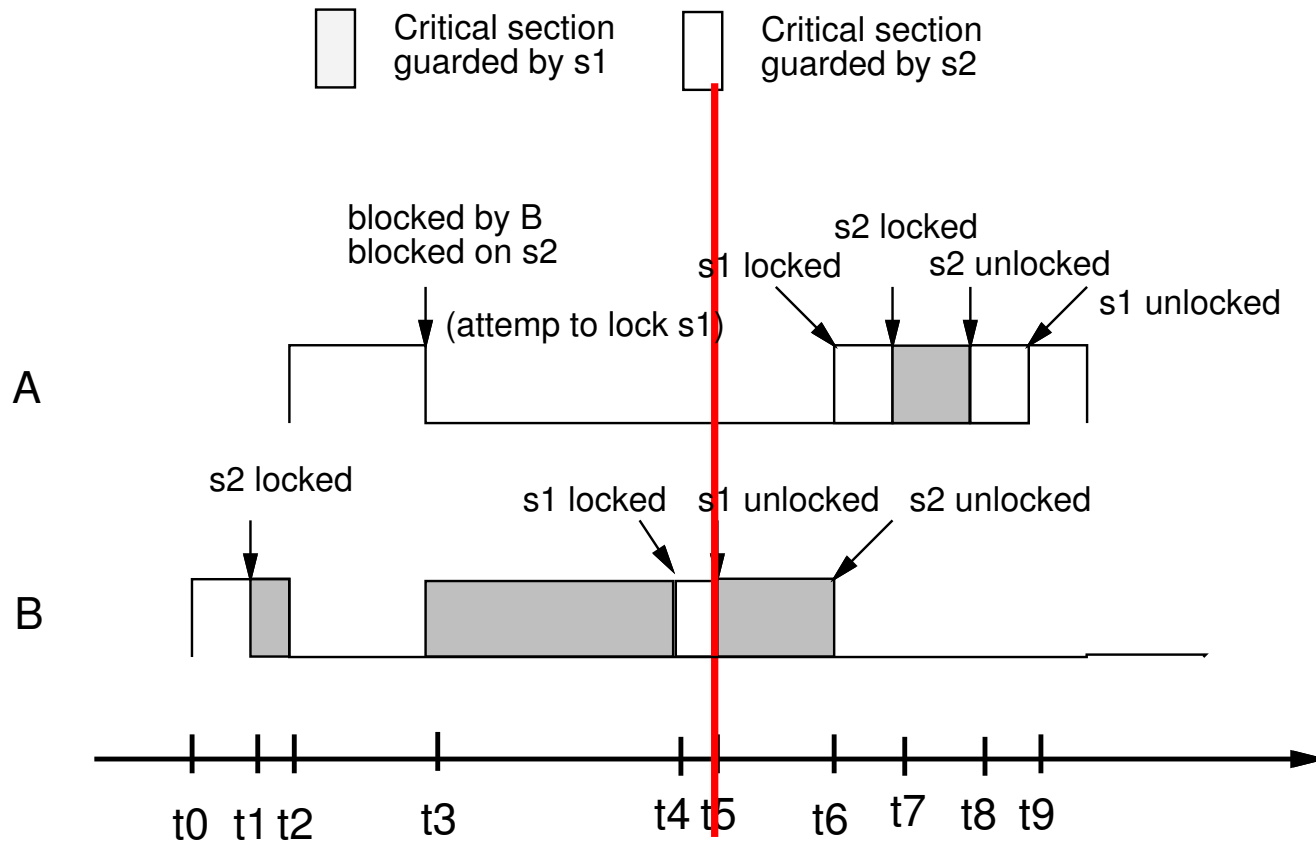 Critical section
guarded by s1
Critical section
guarded by s2
blocked by B
blocked on s2
(attemp to lock s1)
s1 locked
s2 locked
s2 unlocked
s1 unlocked
A
s2 locked
s1 locked
s1 unlocked
s2 unlocked
B
t0 t1 t2 t3 t4 t5 t6 t7 t8 t9